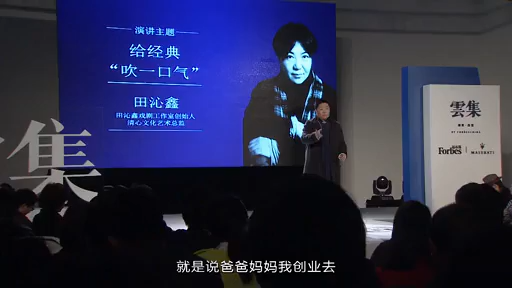 演讲主题
给经典
“吹一口气”
田沁鑫
田沁鑫戏剧工作室创始人
清心文化艺术总监
雲集
Forbes
MASERATI
集
就是说爸爸妈妈我创业去